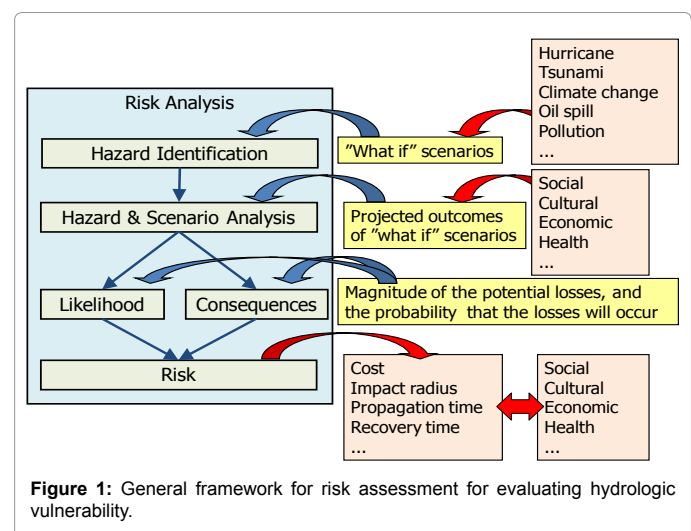 Risk Analysis
Hazard Identification
Hazard & Scenario Analysis
Likelihood
Consequences
Risk
"What if" scenarios
Projected outcomes
of "what if" scenarios
Magnitude of the potential losses, and
the probability that the losses will occur
Hurricane
Tsunami
Climate change
Oil spill
Pollution
...
Social
Cultural
Economic
Health
...
Cost
Impact radius
Propagation time
Recovery time
...
Social
Cultural
Economic
Health
...
Figure 1: General framework for risk assessment for evaluating hydrologic
vulnerability.